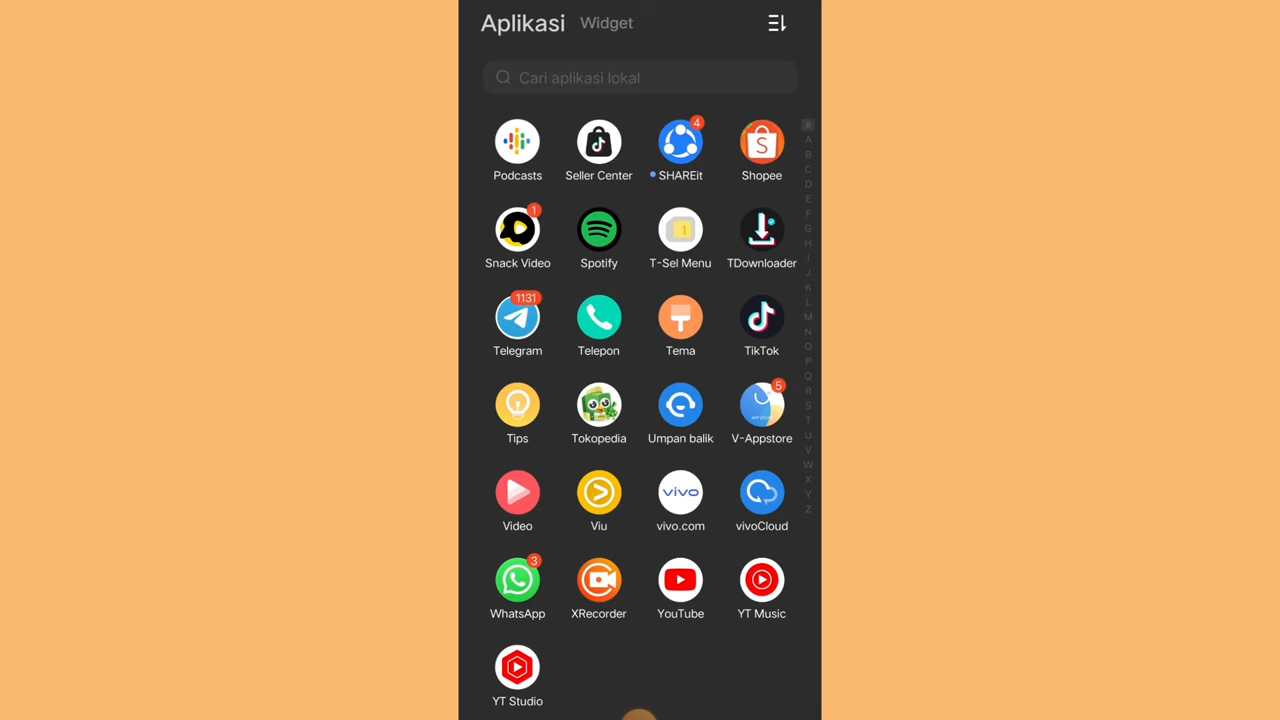 Aplikasi Widget
Cari aplikasi lokal
4
Podcasts Seller Center SHAREit Shopee
1
Snack Video Spotify T-Sel Menu TDownloader
1131
Telegram Telepon Tema TikTok
5
Tips Tokopedia Umpan balik V-Appstore
vivo
Video Viu vivo.com vivoCloud
3
WhatsApp XRecorder YouTube YT Music
YT Studio
#
A
B
C
D
E
F
G
H
I
J
K
L
M
N
O
P
Q
R
S
T
U
V
W
X
Y
Z